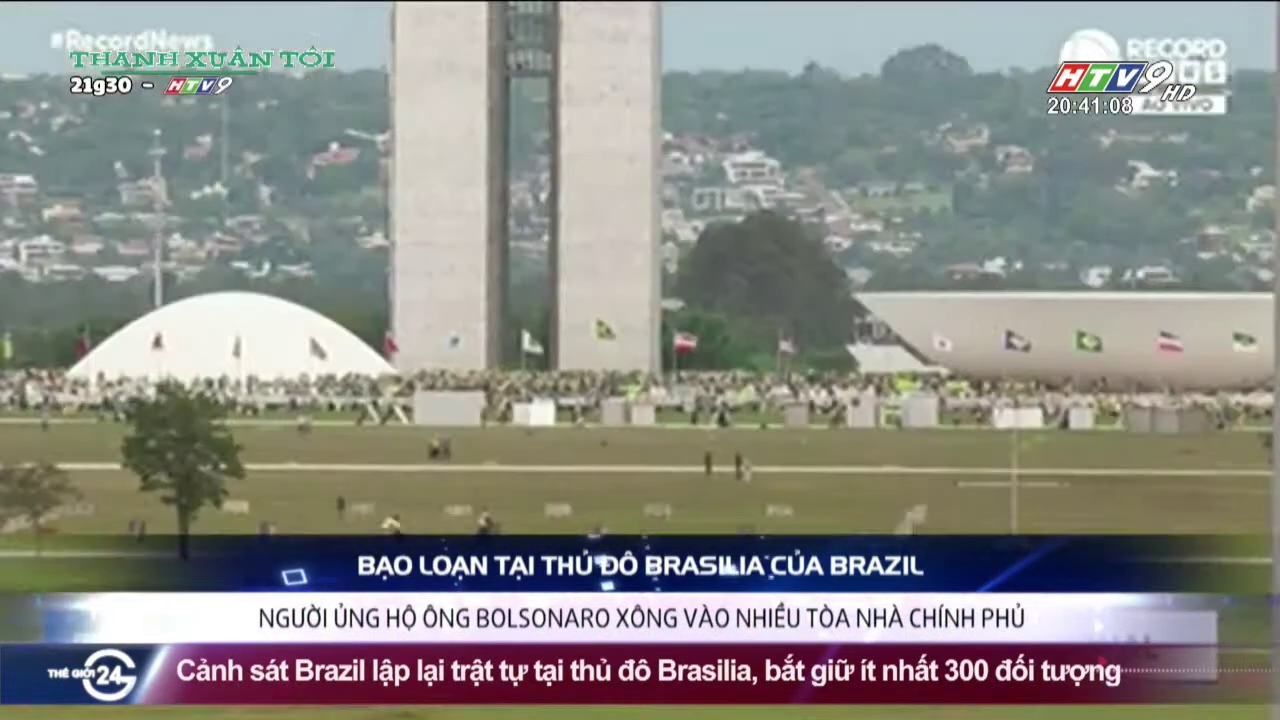 #RecordNews
THANH XUÂN TÔI
21g30 - HTV9
RECORD
HTV9 HD
20:41:08
AO VIVO
BẠO LOẠN TẠI THỦ ĐÔ BRASILIA CỦA BRAZIL
NGƯỜI ỦNG HỘ ÔNG BOLSONARO XÔNG VÀO NHIỀU TÒA NHÀ CHÍNH PHỦ
THẾ GIỚI 24G
Cảnh sát Brazil lập lại trật tự tại thủ đô Brasilia, bắt giữ ít nhất 300 đối tượng